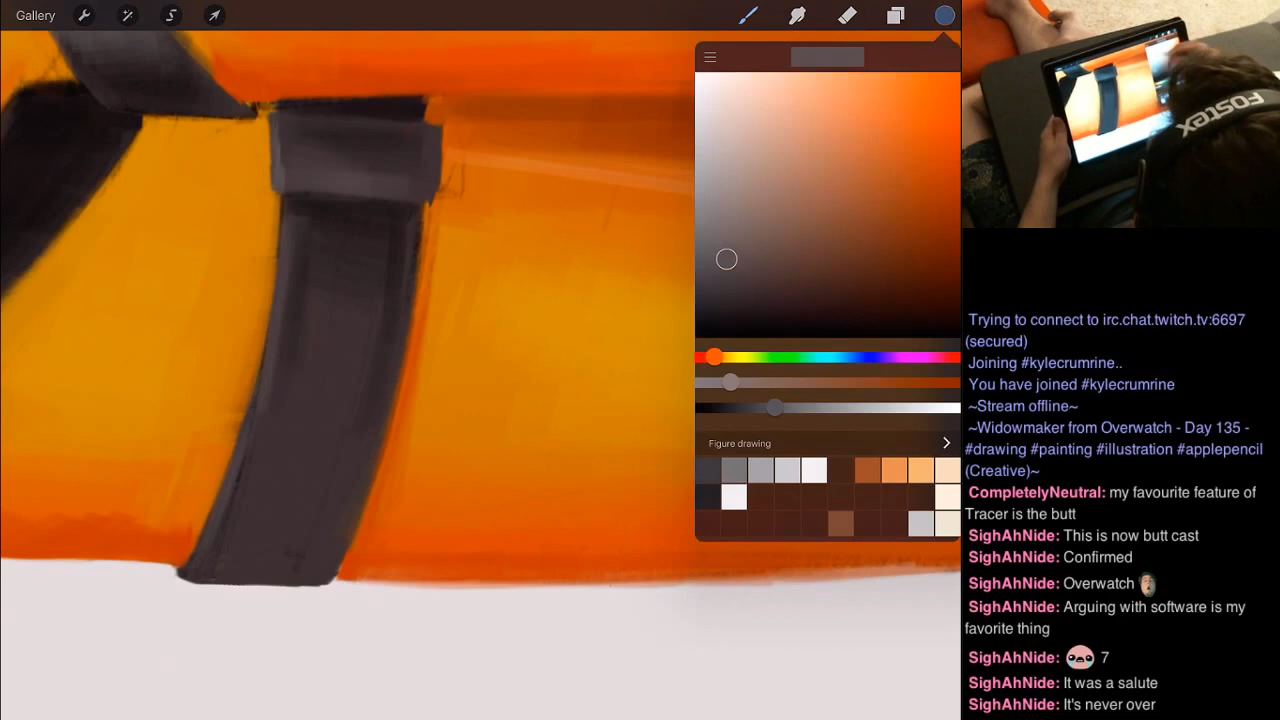 Gallery
FOSTEX
Figure drawing
Trying to connect to irc.chat.twitch.tv:6697
(secured)
Joining #kylecrumrine..
You have joined #kylecrumrine
~Stream offline~
~Widowmaker from Overwatch - Day 135 -
#drawing #painting #illustration #applepencil
(Creative)~
CompletelyNeutral: my favourite feature of
Tracer is the butt
SighAhNide: This is now butt cast
SighAhNide: Confirmed
SighAhNide: Overwatch
SighAhNide: Arguing with software is my
favorite thing
SighAhNide: 7
SighAhNide: It was a salute
SighAhNide: It's never over